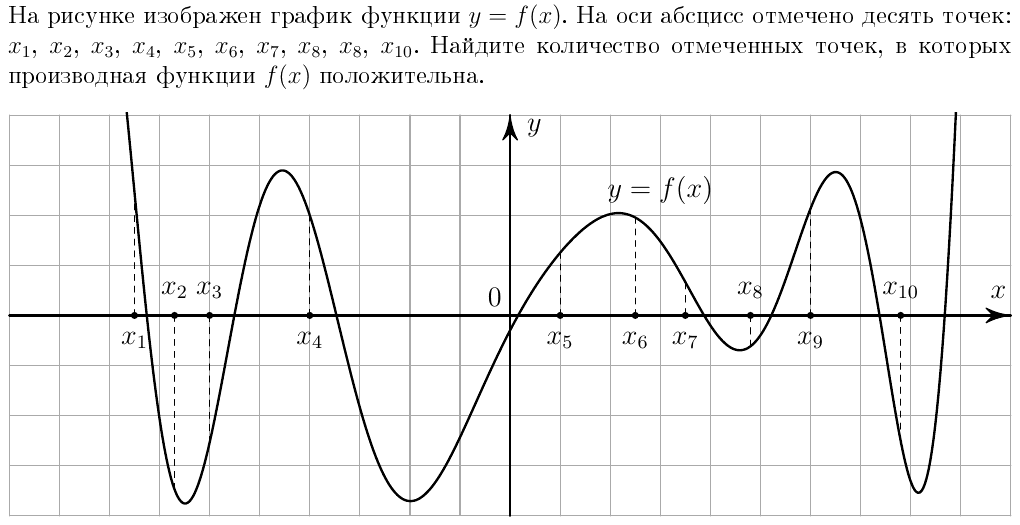 На рисунке изображен график функции y = f(x). На оси абсцисс отмечено десять точек:
x₁, x₂, x₃, x₄, x₅, x₆, x₇, x₈, x₈, x₁₀. Найдите количество отмеченных точек, в которых
производная функции f(x) положительна.
y
y = f(x)
x₂ x₃ 0 x₈ x₁₀ x
x₁ x₄ x₅ x₆ x₇ x₉